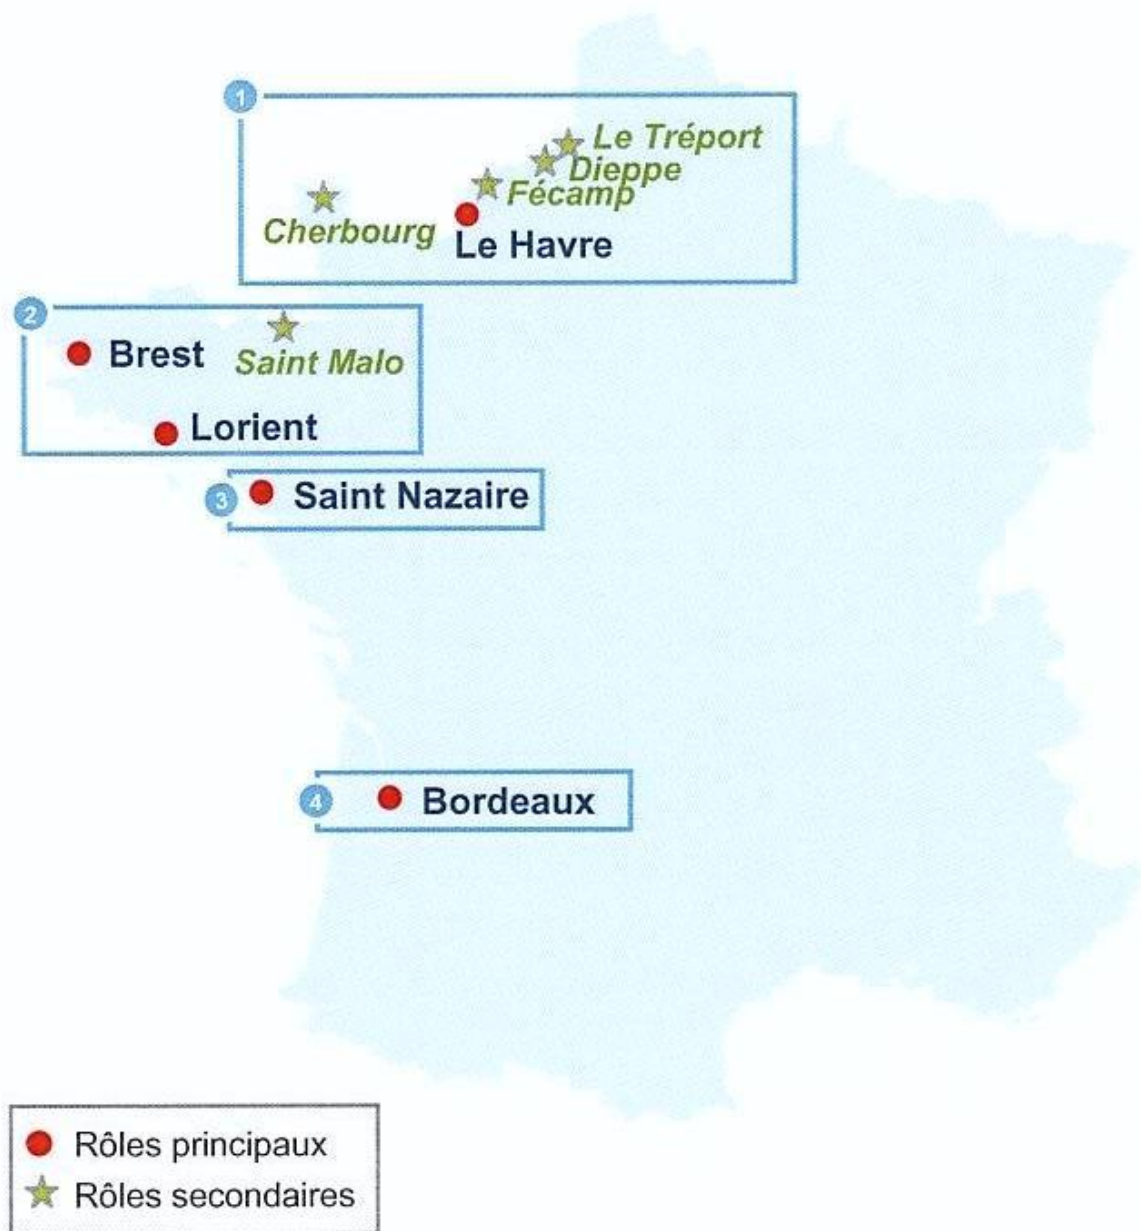 1
Le Tréport
Dieppe
Fécamp
Cherbourg
Le Havre
2
Brest
Saint Malo
Lorient
3
Saint Nazaire
4
Bordeaux
Rôles principaux
Rôles secondaires